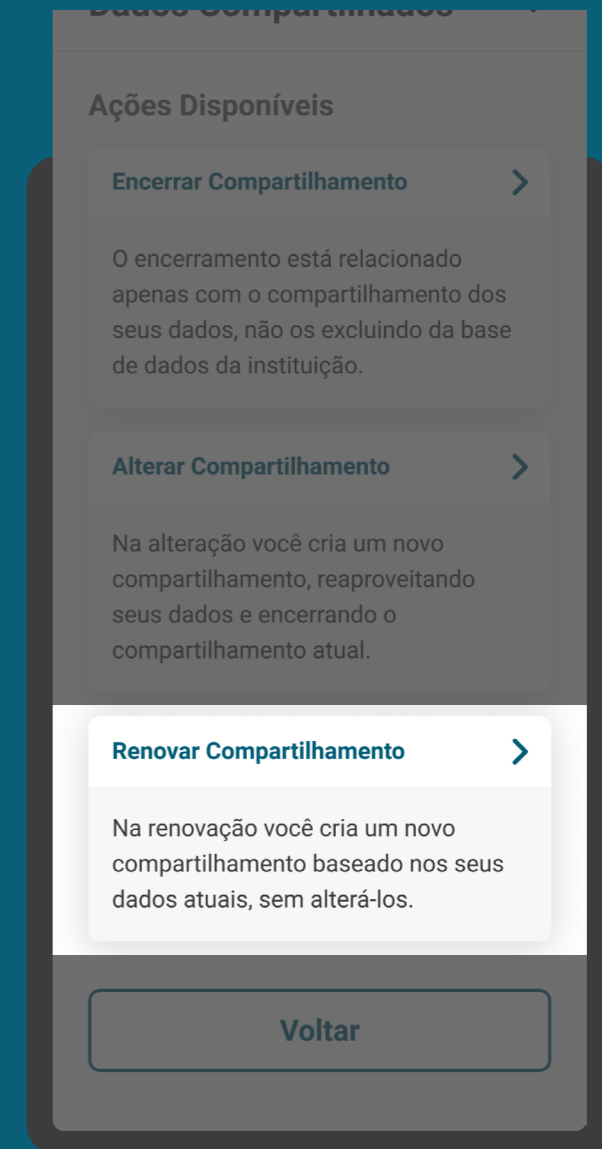 Dados Compartilhados
Ações Disponíveis
Encerrar Compartilhamento
O encerramento está relacionado
apenas com o compartilhamento dos
seus dados, não os excluindo da base
de dados da instituição.
Alterar Compartilhamento
Na alteração você cria um novo
compartilhamento, reaproveitando
seus dados e encerrando o
compartilhamento atual.
Renovar Compartilhamento
Na renovação você cria um novo
compartilhamento baseado nos seus
dados atuais, sem alterá-los.
Voltar